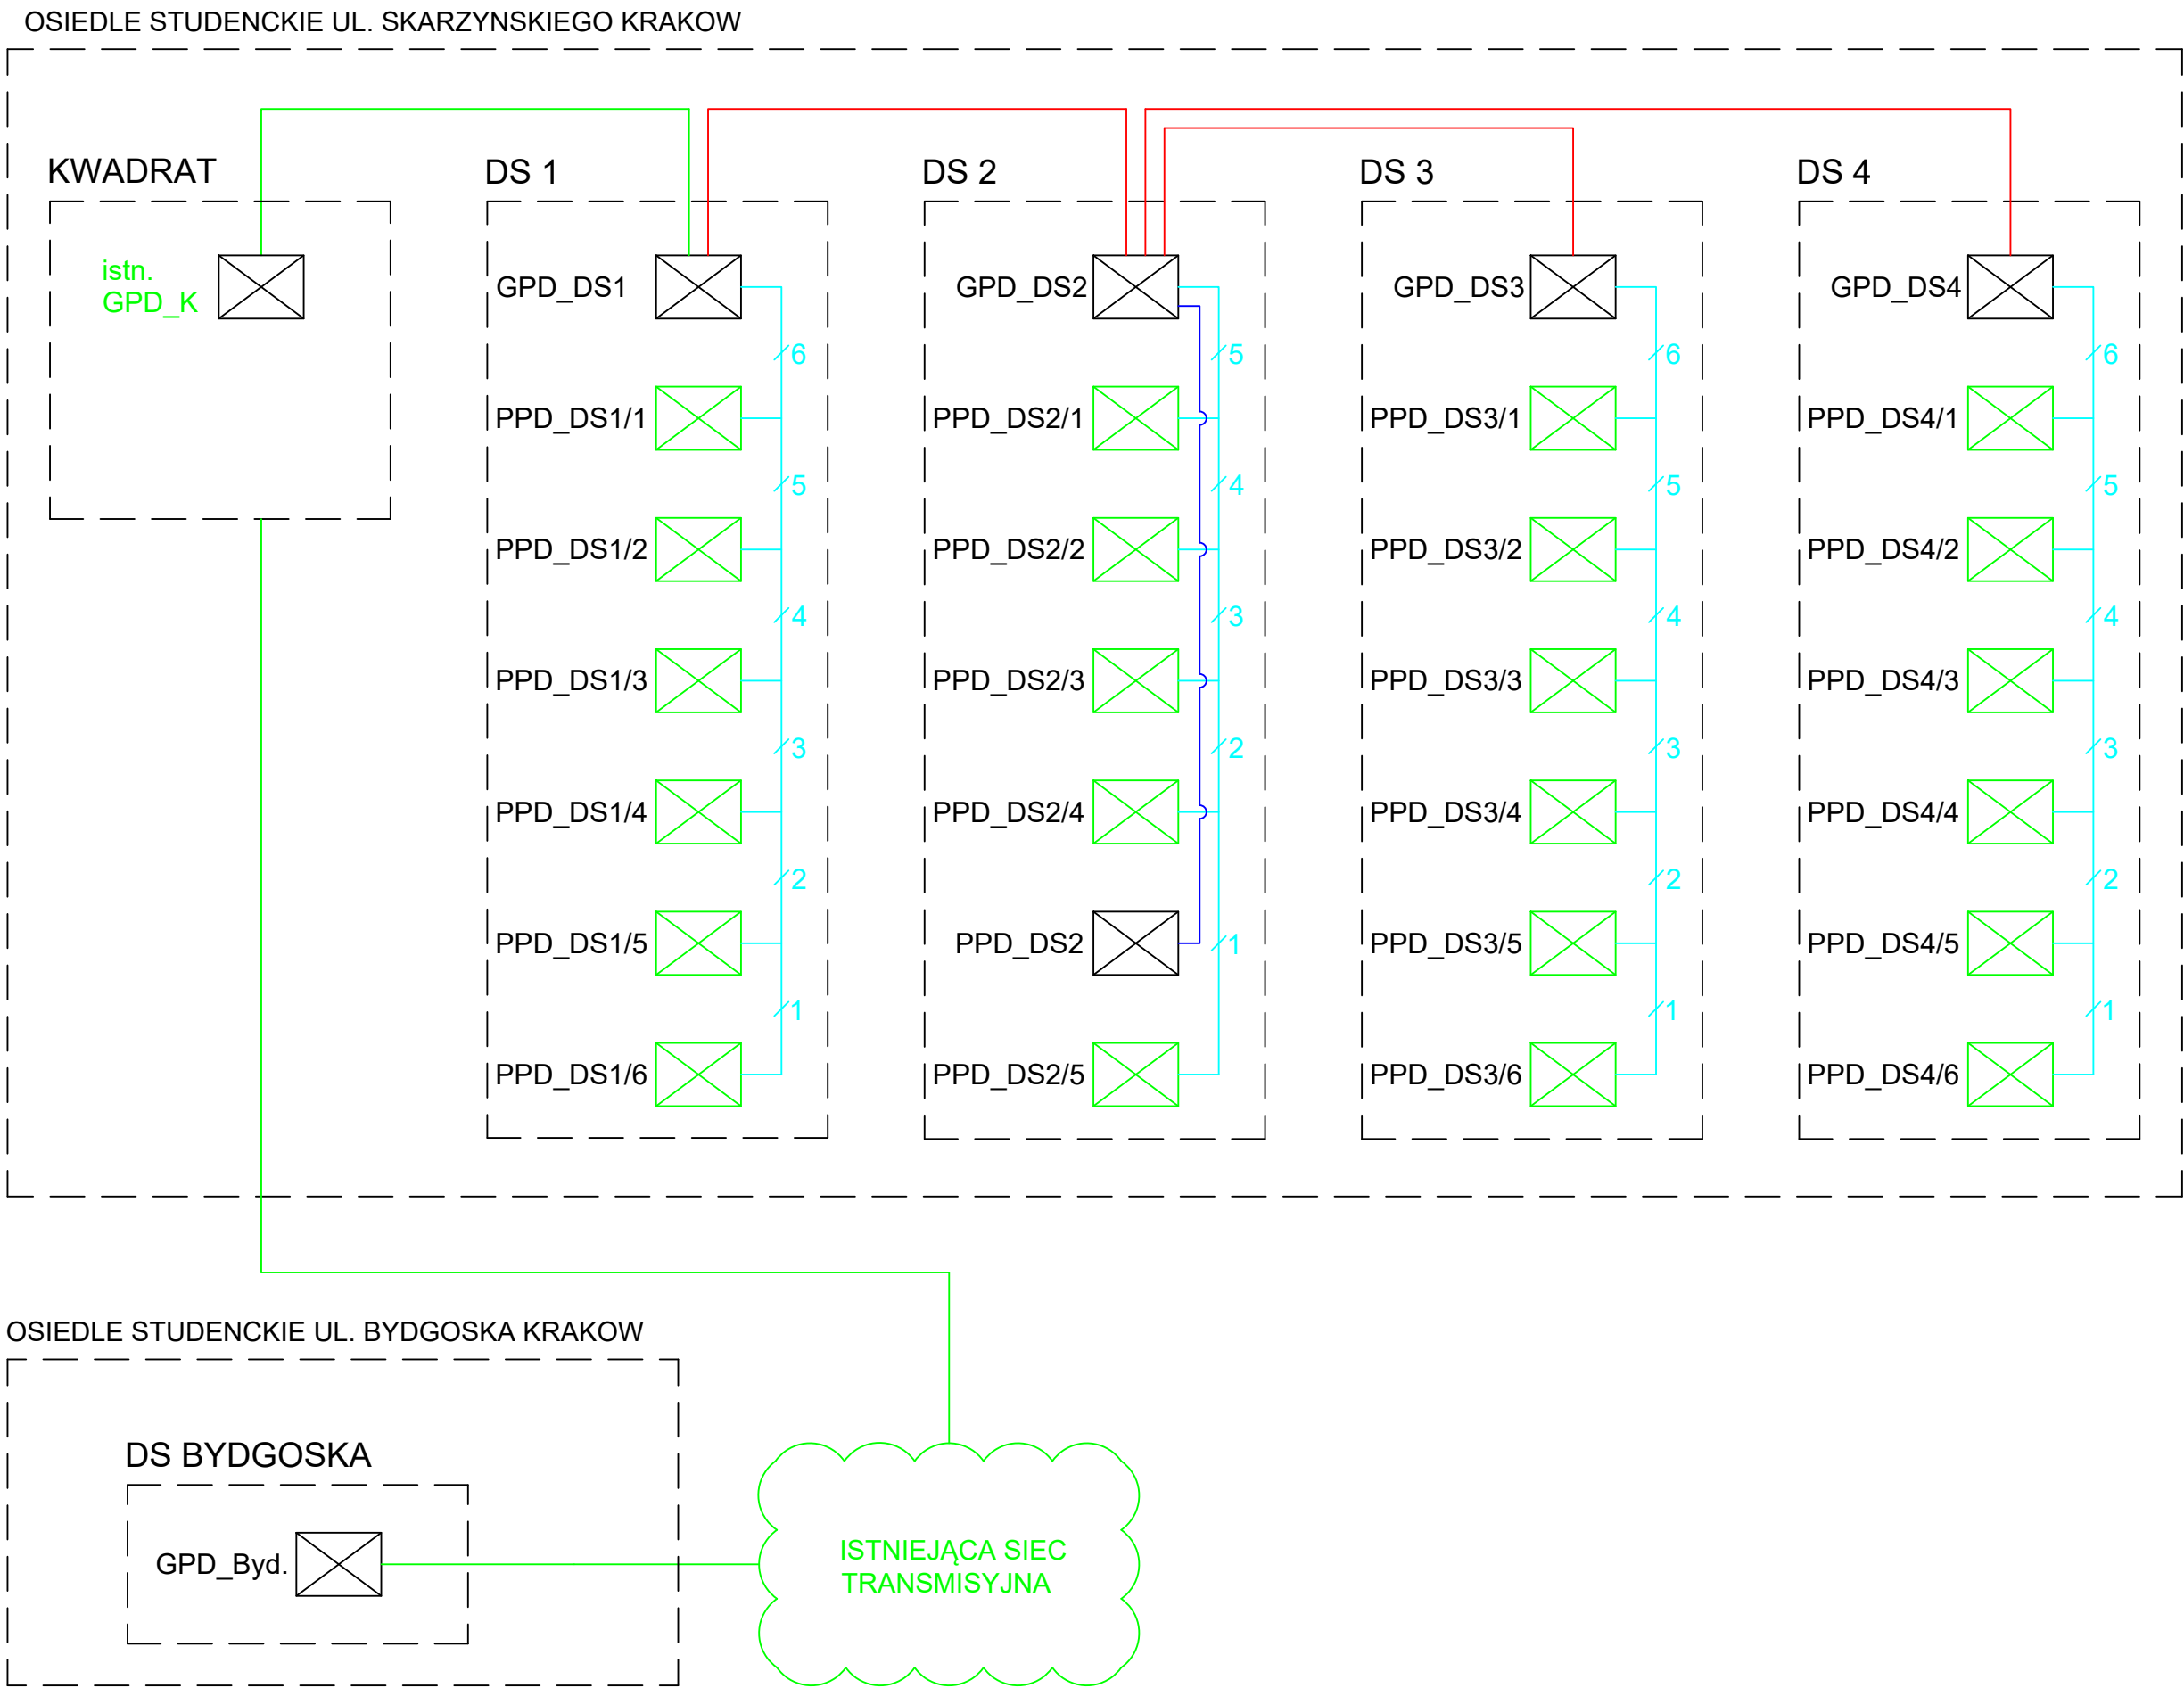 OSIEDLE STUDENCKIE UL. SKARZYNSKIEGO KRAKOW
KWADRAT
istn.
GPD_K
DS 1
GPD_DS1
6
PPD_DS1/1
5
PPD_DS1/2
4
PPD_DS1/3
3
PPD_DS1/4
2
PPD_DS1/5
1
PPD_DS1/6
DS 2
GPD_DS2
5
PPD_DS2/1
4
PPD_DS2/2
3
PPD_DS2/3
2
PPD_DS2/4
PPD_DS2
1
PPD_DS2/5
DS 3
GPD_DS3
6
PPD_DS3/1
5
PPD_DS3/2
4
PPD_DS3/3
3
PPD_DS3/4
2
PPD_DS3/5
1
PPD_DS3/6
DS 4
GPD_DS4
6
PPD_DS4/1
5
PPD_DS4/2
4
PPD_DS4/3
3
PPD_DS4/4
2
PPD_DS4/5
1
PPD_DS4/6
OSIEDLE STUDENCKIE UL. BYDGOSKA KRAKOW
DS BYDGOSKA
GPD_Byd.
ISTNIEJĄCA SIEC
TRANSMISYJNA